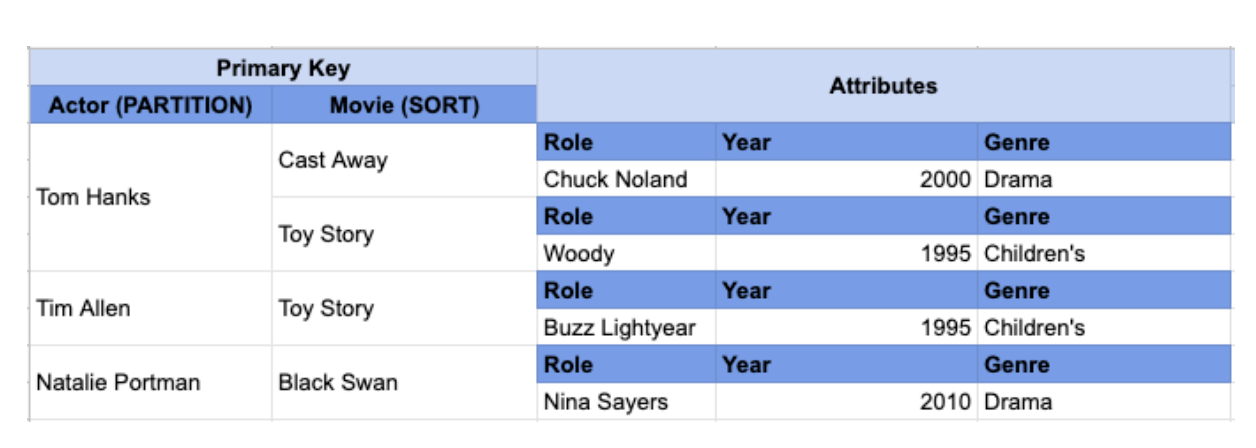 Primary Key
Attributes
Actor (PARTITION) Movie (SORT)
Tom Hanks
Cast Away
Role Year Genre
Chuck Noland 2000 Drama
Toy Story
Role Year Genre
Woody 1995 Children's
Tim Allen
Toy Story
Role Year Genre
Buzz Lightyear 1995 Children's
Natalie Portman
Black Swan
Role Year Genre
Nina Sayers 2010 Drama